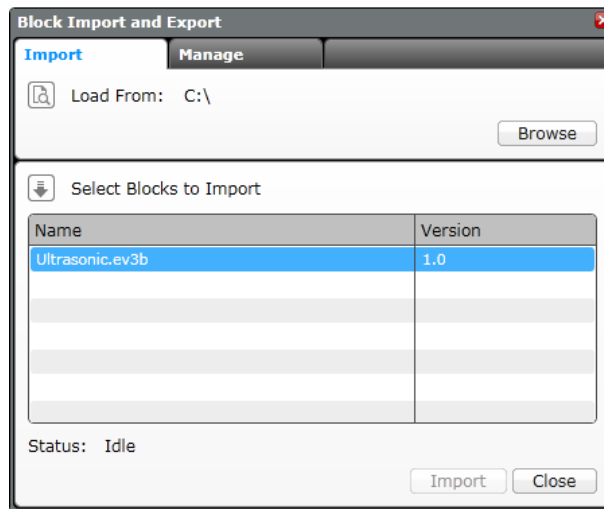 Block Import and Export
Import Manage
Load From: C:\
Browse
Select Blocks to Import
Name Version
Ultrasonic.ev3b 1.0
Status: Idle
Import Close